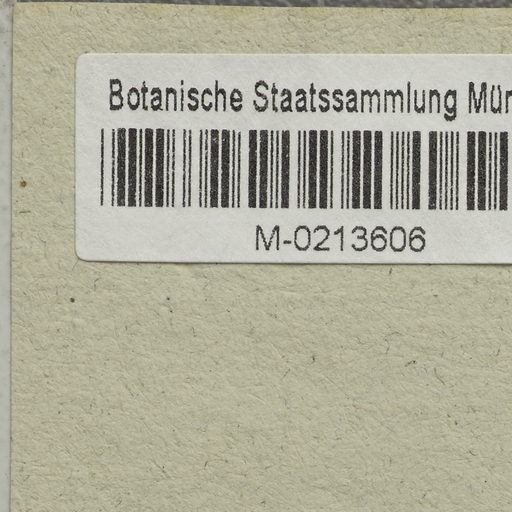 Botanische Staatssammlung Mün
M-0213606